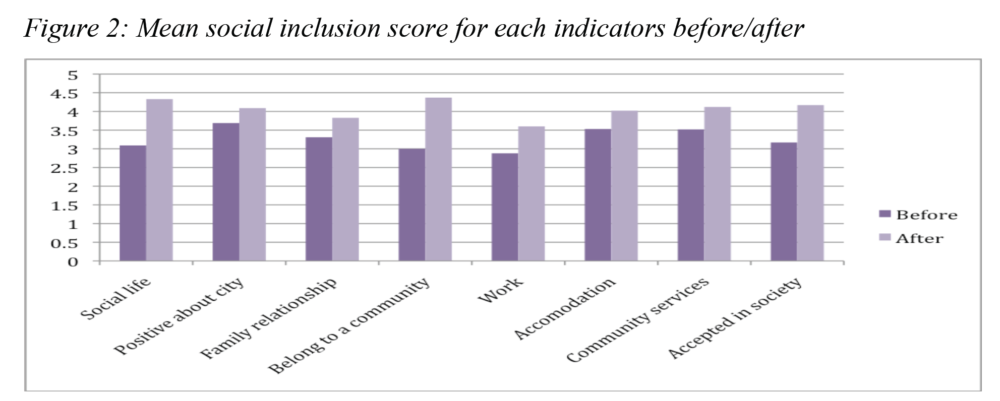 Figure 2: Mean social inclusion score for each indicators before/after
5
4.5
4
3.5
3
2.5
2
1.5
1
0.5
0
Social life
Positive about city
Family relationship
Belong to a community
Work
Accomodation
Community services
Accepted in society
Before
After